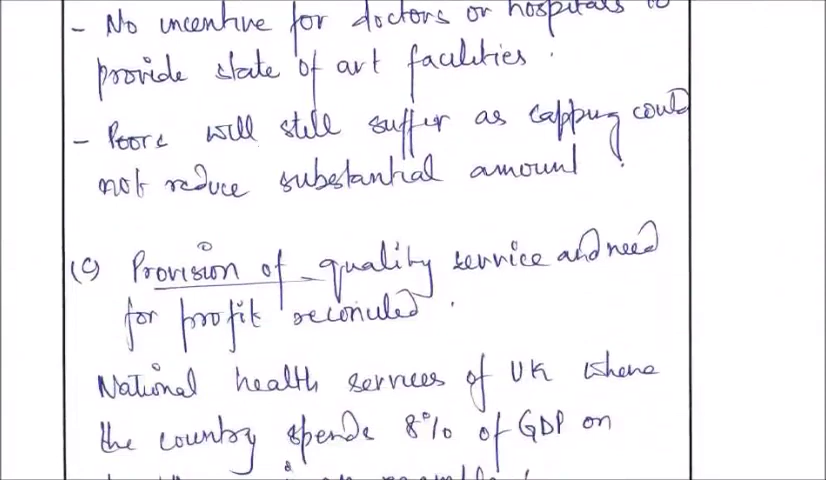 - No incentive for doctors or hospitals to
provide state of art facilities.
- Poors will still suffer as capping could
not reduce substantial amount.
(c) Provision of quality service and need
for profit reconciled.
National health services of UK where
the country spends 8% of GDP on